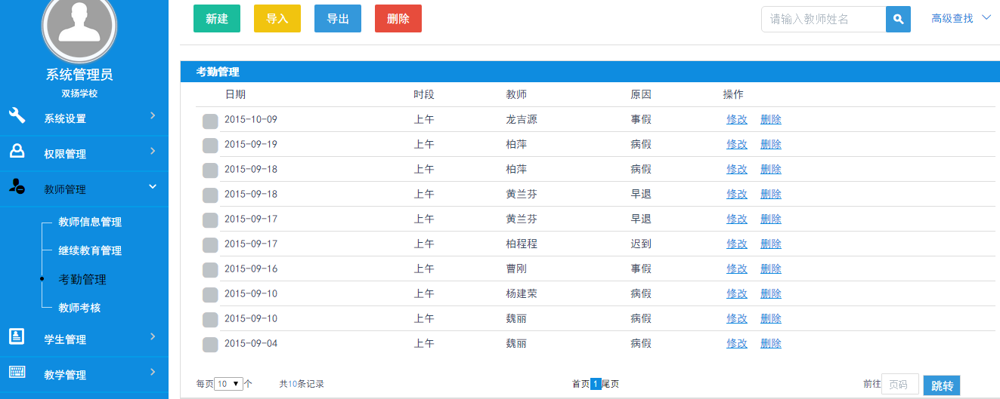 系统管理员
双扬学校
系统设置
权限管理
教师管理
教师信息管理
继续教育管理
考勤管理
教师考核
学生管理
教学管理
新建 导入 导出 删除 请输入教师姓名 高级查找
考勤管理
日期 时段 教师 原因 操作
2015-10-09 上午 龙吉源 事假 修改 删除
2015-09-19 上午 柏萍 病假 修改 删除
2015-09-18 上午 柏萍 病假 修改 删除
2015-09-18 上午 黄兰芬 早退 修改 删除
2015-09-17 上午 黄兰芬 早退 修改 删除
2015-09-17 上午 柏程程 迟到 修改 删除
2015-09-16 上午 曹刚 事假 修改 删除
2015-09-10 上午 杨建荣 病假 修改 删除
2015-09-10 上午 魏丽 病假 修改 删除
2015-09-04 上午 魏丽 病假 修改 删除
每页 10 个 共10条记录 首页 1 尾页 前往 页码 跳转